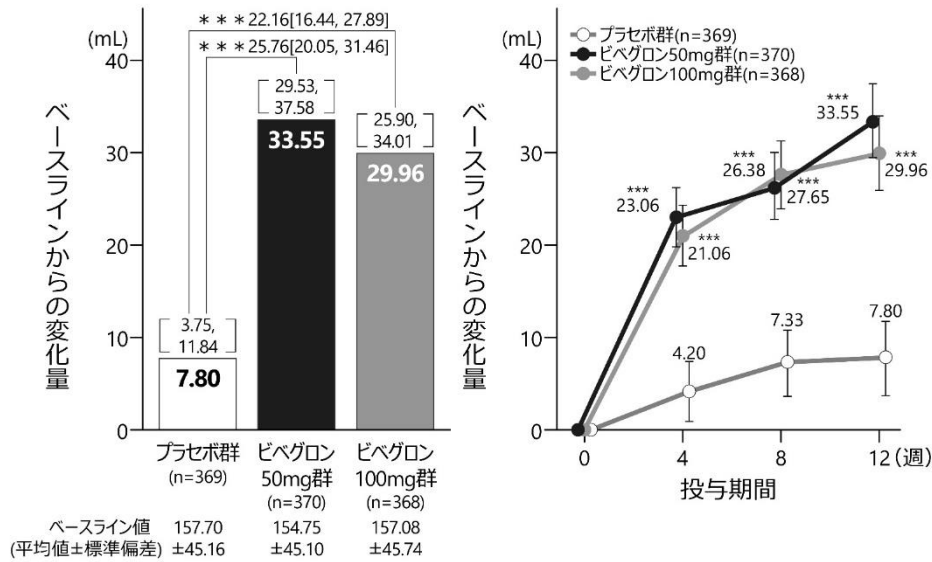 ＊＊＊22.16[16.44, 27.89]
＊＊＊25.76[20.05, 31.46]
(mL)
40
30
20
10
0
ベースラインからの変化量
3.75,
11.84
7.80
29.53,
37.58
33.55
25.90,
34.01
29.96
プラセボ群
(n=369)
ビベグロン
50mg群
(n=370)
ビベグロン
100mg群
(n=368)
ベースライン値 157.70 154.75 157.08
(平均値±標準偏差) ±45.16 ±45.10 ±45.74
プラセボ群(n=369)
ビベグロン50mg群(n=370)
ビベグロン100mg群(n=368)
(mL)
40
30
20
10
0
ベースラインからの変化量
***
23.06
***
21.06
***
26.38
***
27.65
***
33.55
***
29.96
4.20
7.33
7.80
0 4 8 12 (週)
投与期間